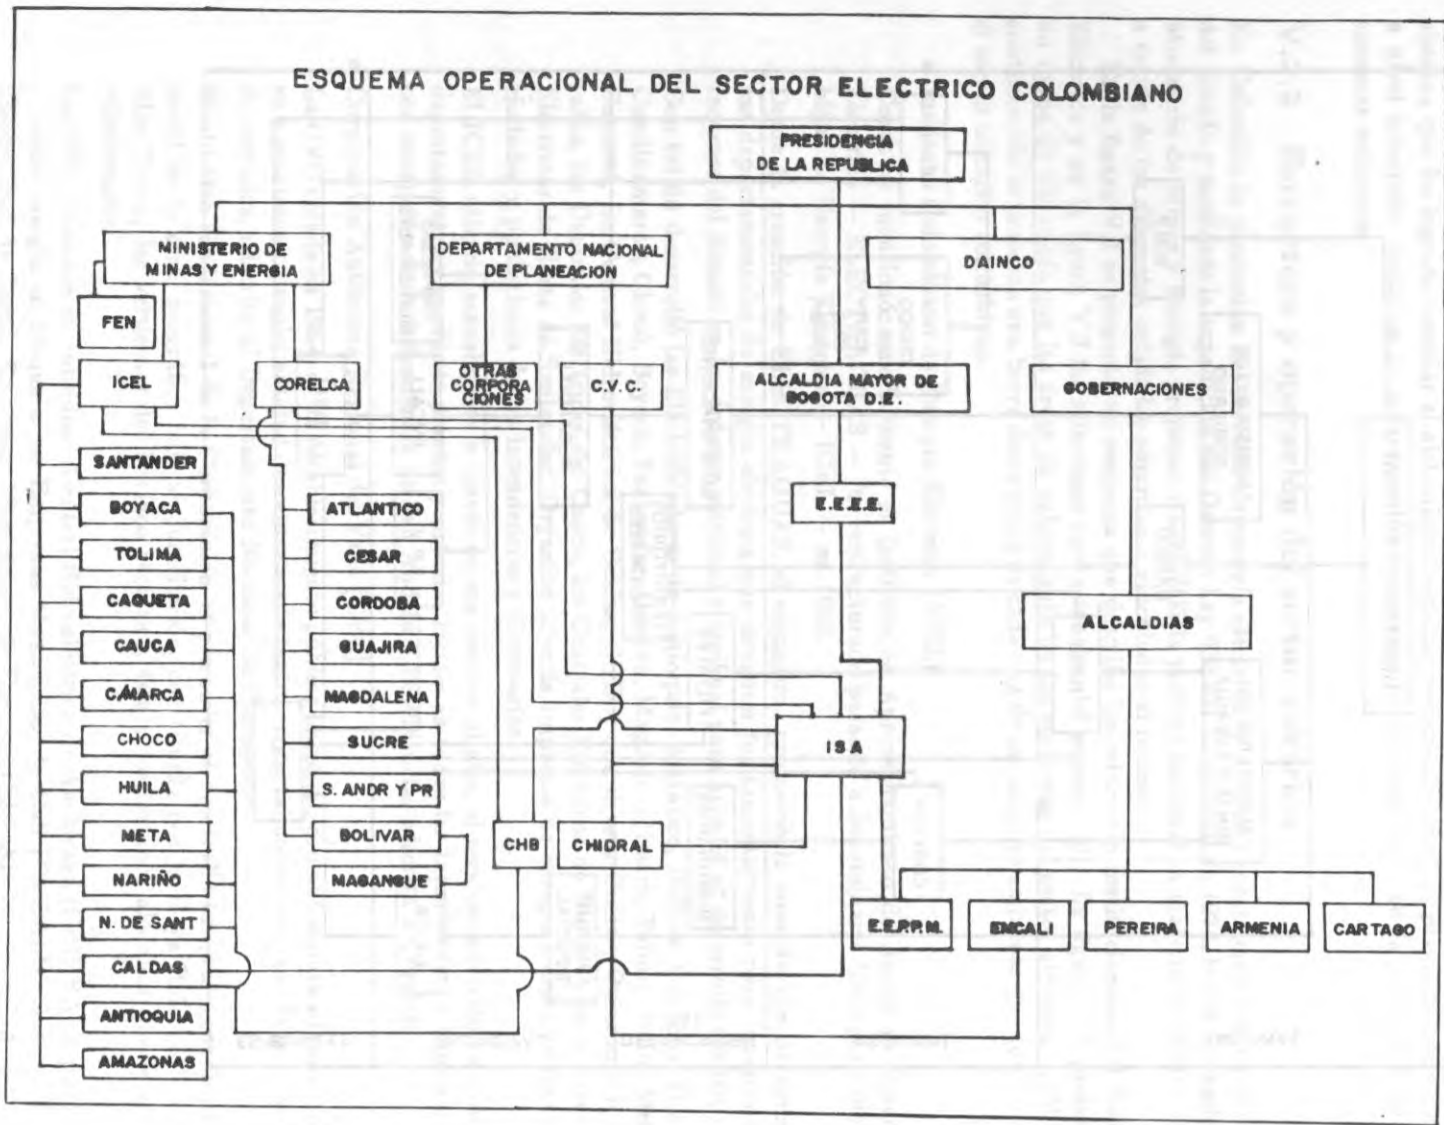 ESQUEMA OPERACIONAL DEL SECTOR ELECTRICO COLOMBIANO
PRESIDENCIA
DE LA REPUBLICA
MINISTERIO DE
MINAS Y ENERGIA
DEPARTAMENTO NACIONAL
DE PLANEACION
DAINCO
FEN
ICEL
CORELCA
OTRAS
CORPORA
CIONES
C.V.C.
ALCALDIA MAYOR DE
BOGOTA D.E.
GOBERNACIONES
SANTANDER
BOYACA
TOLIMA
CAQUETA
CAUCA
C/MARCA
CHOCO
HUILA
META
NARIÑO
N. DE SANT
CALDAS
ANTIOQUIA
AMAZONAS
ATLANTICO
CESAR
CORDOBA
GUAJIRA
MAGDALENA
SUCRE
S. ANDR Y PR
BOLIVAR
MAGANGUE
E.E.E.E.
ALCALDIAS
ISA
CHB
CHIDRAL
E.E.P.P.M.
EMCALI
PEREIRA
ARMENIA
CARTAGO